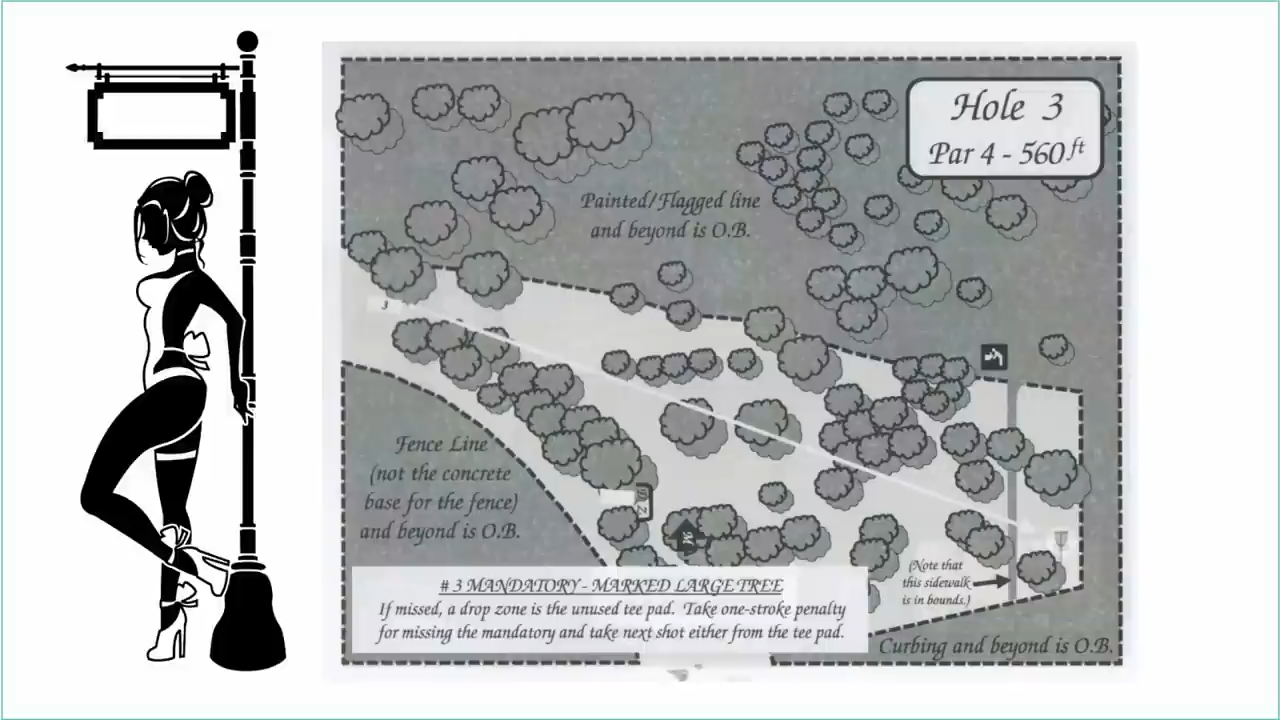 Hole 3
Par 4 - 560 ft
Painted/Flagged line
and beyond is O.B.
3
Fence Line
(not the concrete
base for the fence)
and beyond is O.B.
# 3 MANDATORY - MARKED LARGE TREE
If missed, a drop zone is the unused tee pad. Take one-stroke penalty
for missing the mandatory and take next shot either from the tee pad.
(Note that
this sidewalk
is in bounds.)
Curbing and beyond is O.B.